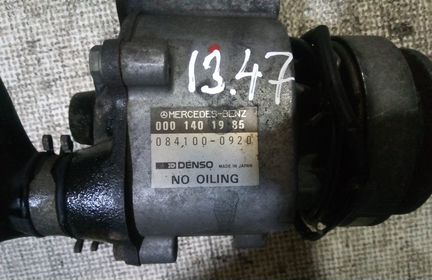 13.47
MERCEDES-BENZ
000 140 19 85
084100-0920
DENSO MADE IN JAPAN
NO OILING